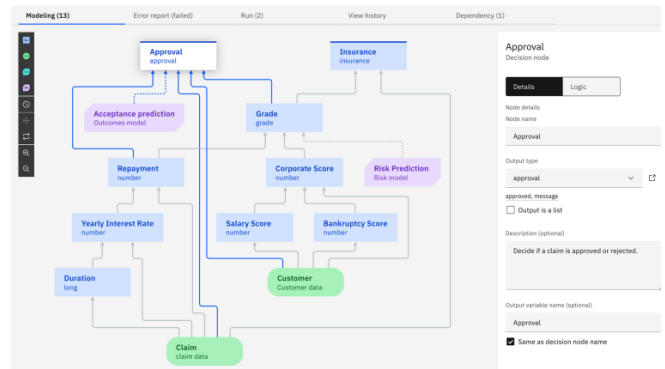 Modeling (13)
Error report (failed)
Run (2)
View history
Dependency (1)
Approval
approval
Insurance
insurance
Acceptance prediction
Outcomes model
Grade
grade
Repayment
number
Corporate Score
number
Risk Prediction
Risk model
Yearly Interest Rate
number
Salary Score
number
Bankruptcy Score
number
Duration
long
Customer
Customer data
Claim
claim data
Approval
Decision node
Details
Logic
Node details
Node name
Approval
Output type
approval
approved, message
Output is a list
Description (optional)
Decide if a claim is approved or rejected.
Output variable name (optional)
Approval
Same as decision node name